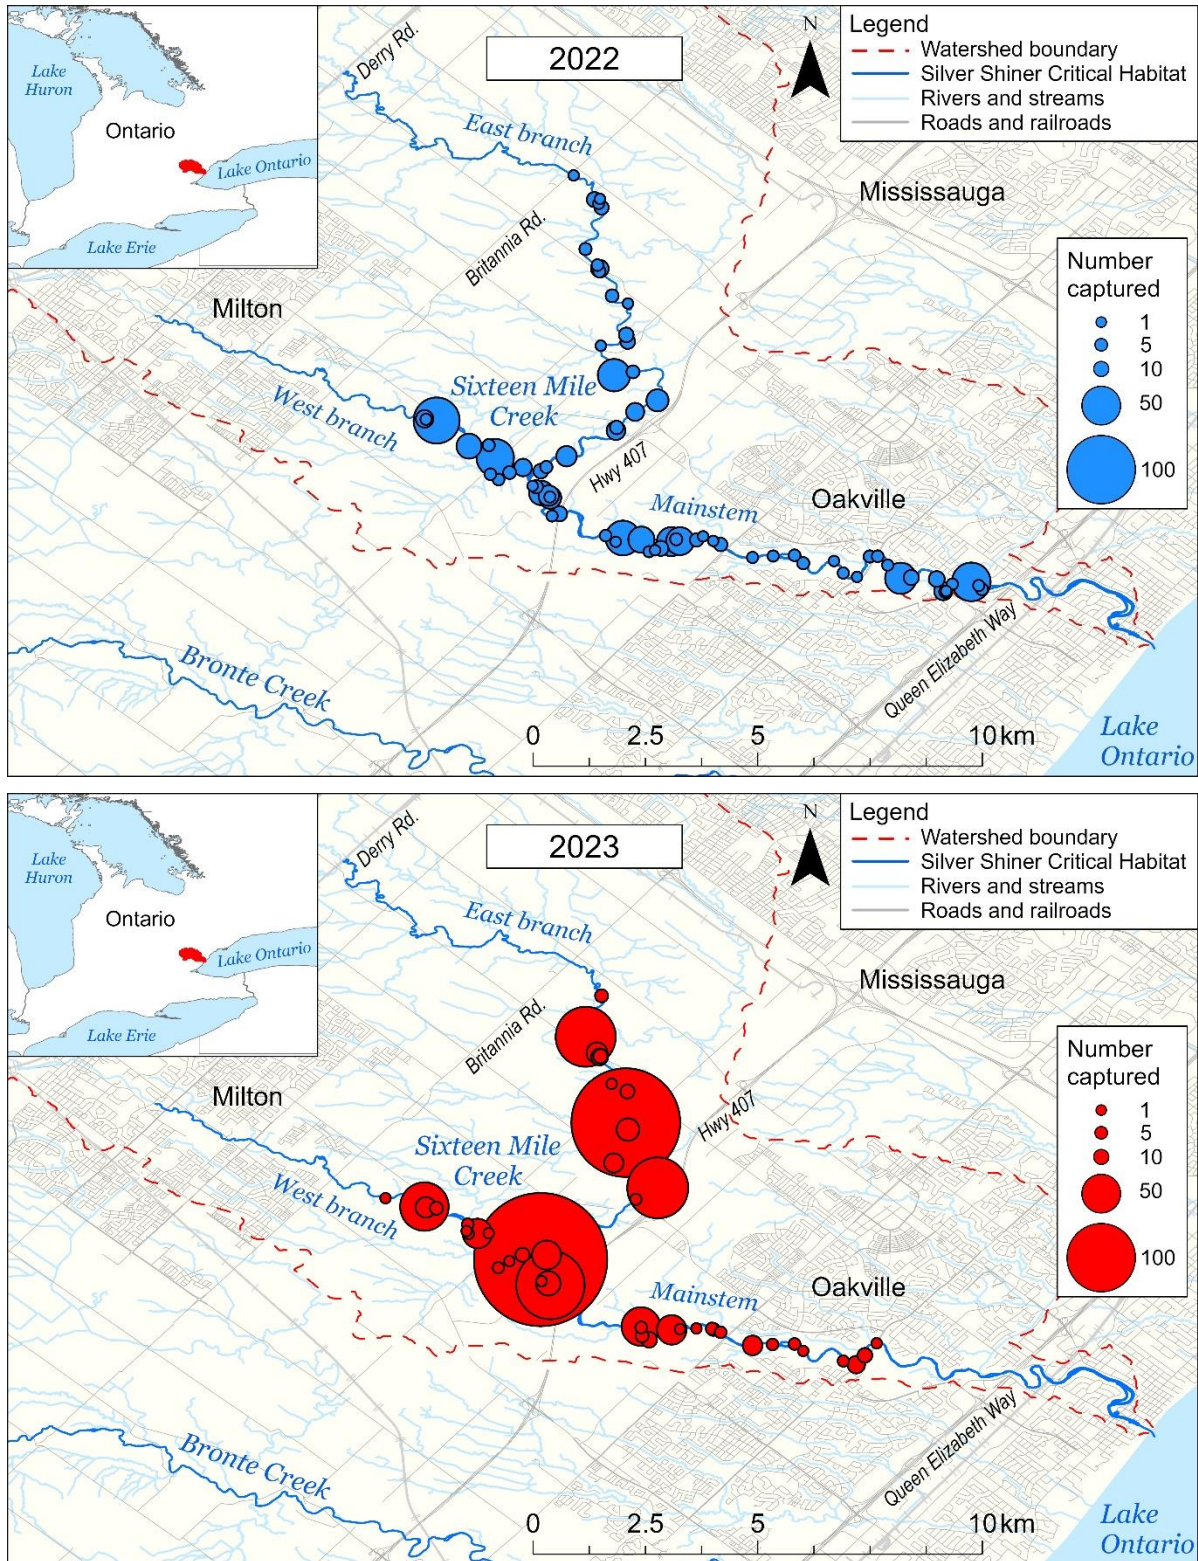 2022
N
Legend
Watershed boundary
Silver Shiner Critical Habitat
Rivers and streams
Roads and railroads
Lake
Huron
Ontario
Lake Ontario
Lake Erie
Derry Rd.
East branch
Britannia Rd.
Mississauga
Number
captured
1
5
10
50
100
Milton
West branch
Sixteen Mile
Creek
Hwy 407
Mainstem
Oakville
Bronte Creek
Queen Elizabeth Way
0
2.5
5
10 km
Lake
Ontario
2023
N
Legend
Watershed boundary
Silver Shiner Critical Habitat
Rivers and streams
Roads and railroads
Lake
Huron
Ontario
Lake Ontario
Lake Erie
Derry Rd.
East branch
Britannia Rd.
Mississauga
Number
captured
1
5
10
50
100
Milton
West branch
Sixteen Mile
Creek
Hwy 407
Mainstem
Oakville
Bronte Creek
Queen Elizabeth Way
0
2.5
5
10 km
Lake
Ontario